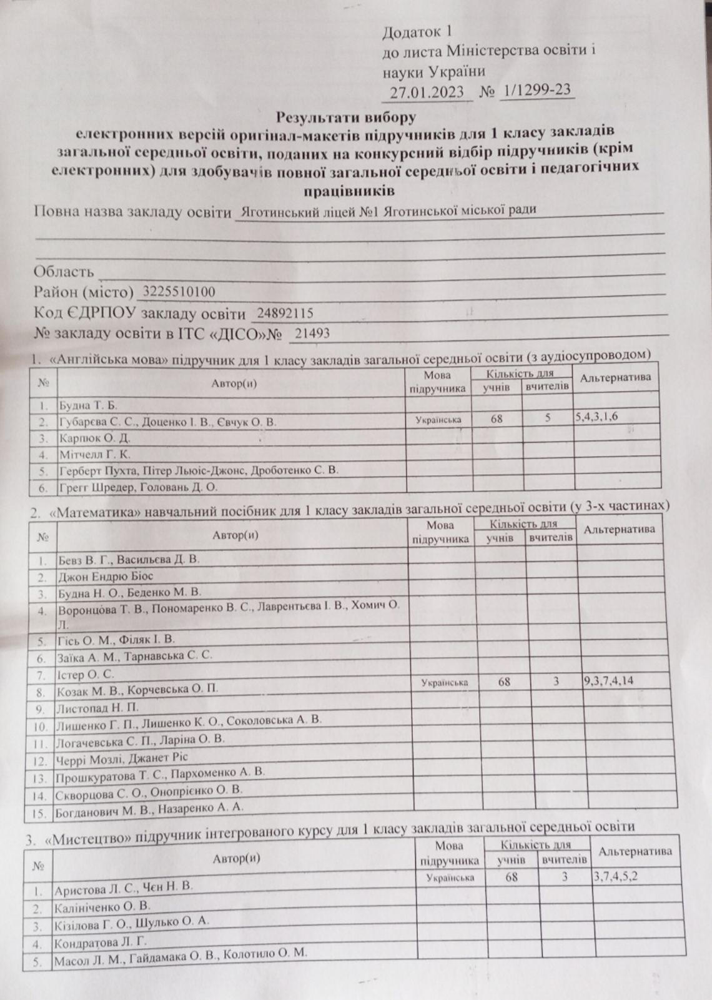 Додаток 1
до листа Міністерства освіти і
науки України
27.01.2023 № 1/1299-23
Результати вибору
електронних версій оригінал-макетів підручників для 1 класу закладів
загальної середньої освіти, поданих на конкурсний відбір підручників (крім
електронних) для здобувачів повної загальної середньої освіти і педагогічних
працівників
Повна назва закладу освіти Яготинський ліцей №1 Яготинської міської ради
Область
Район (місто) 3225510100
Код ЄДРПОУ закладу освіти 24892115
№ закладу освіти в ІТС «ДІСО»№ 21493
1. «Англійська мова» підручник для 1 класу закладів загальної середньої освіти (з аудіосупроводом)
№ Автор(и) Мова підручника Кількість для учнів вчителів Альтернатива
1. Будна Т. Б.
2. Губарєва С. С., Доценко І. В., Євчук О. В. Українська 68 5 5,4,3,1,6
3. Карпюк О. Д.
4. Мітчелл Г. К.
5. Герберт Пухта, Пітер Льюіс-Джонс, Дроботенко С. В.
6. Грегг Шредер, Головань Д. О.
2. «Математика» навчальний посібник для 1 класу закладів загальної середньої освіти (у 3-х частинах)
№ Автор(и) Мова підручника Кількість для учнів вчителів Альтернатива
1. Бевз В. Г., Васильєва Д. В.
2. Джон Ендрю Біос
3. Будна Н. О., Беденко М. В.
4. Воронцова Т. В., Пономаренко В. С., Лаврентьєва І. В., Хомич О.
Л.
5. Гісь О. М., Філяк І. В.
6. Заїка А. М., Тарнавська С. С.
7. Істер О. С.
8. Козак М. В., Корчевська О. П. Українська 68 3 9,3,7,4,14
9. Листопад Н. П.
10. Лишенко Г. П., Лишенко К. О., Соколовська А. В.
11. Логачевська С. П., Ларіна О. В.
12. Черрі Мозлі, Джанет Ріс
13. Прошкуратова Т. С., Пархоменко А. В.
14. Скворцова С. О., Онопрієнко О. В.
15. Богданович М. В., Назаренко А. А.
3. «Мистецтво» підручник інтегрованого курсу для 1 класу закладів загальної середньої освіти
№ Автор(и) Мова підручника Кількість для учнів вчителів Альтернатива
1. Аристова Л. С., Чєн Н. В. Українська 68 3 3,7,4,5,2
2. Калініченко О. В.
3. Кізілова Г. О., Шулько О. А.
4. Кондратова Л. Г.
5. Масол Л. М., Гайдамака О. В., Колотило О. М.